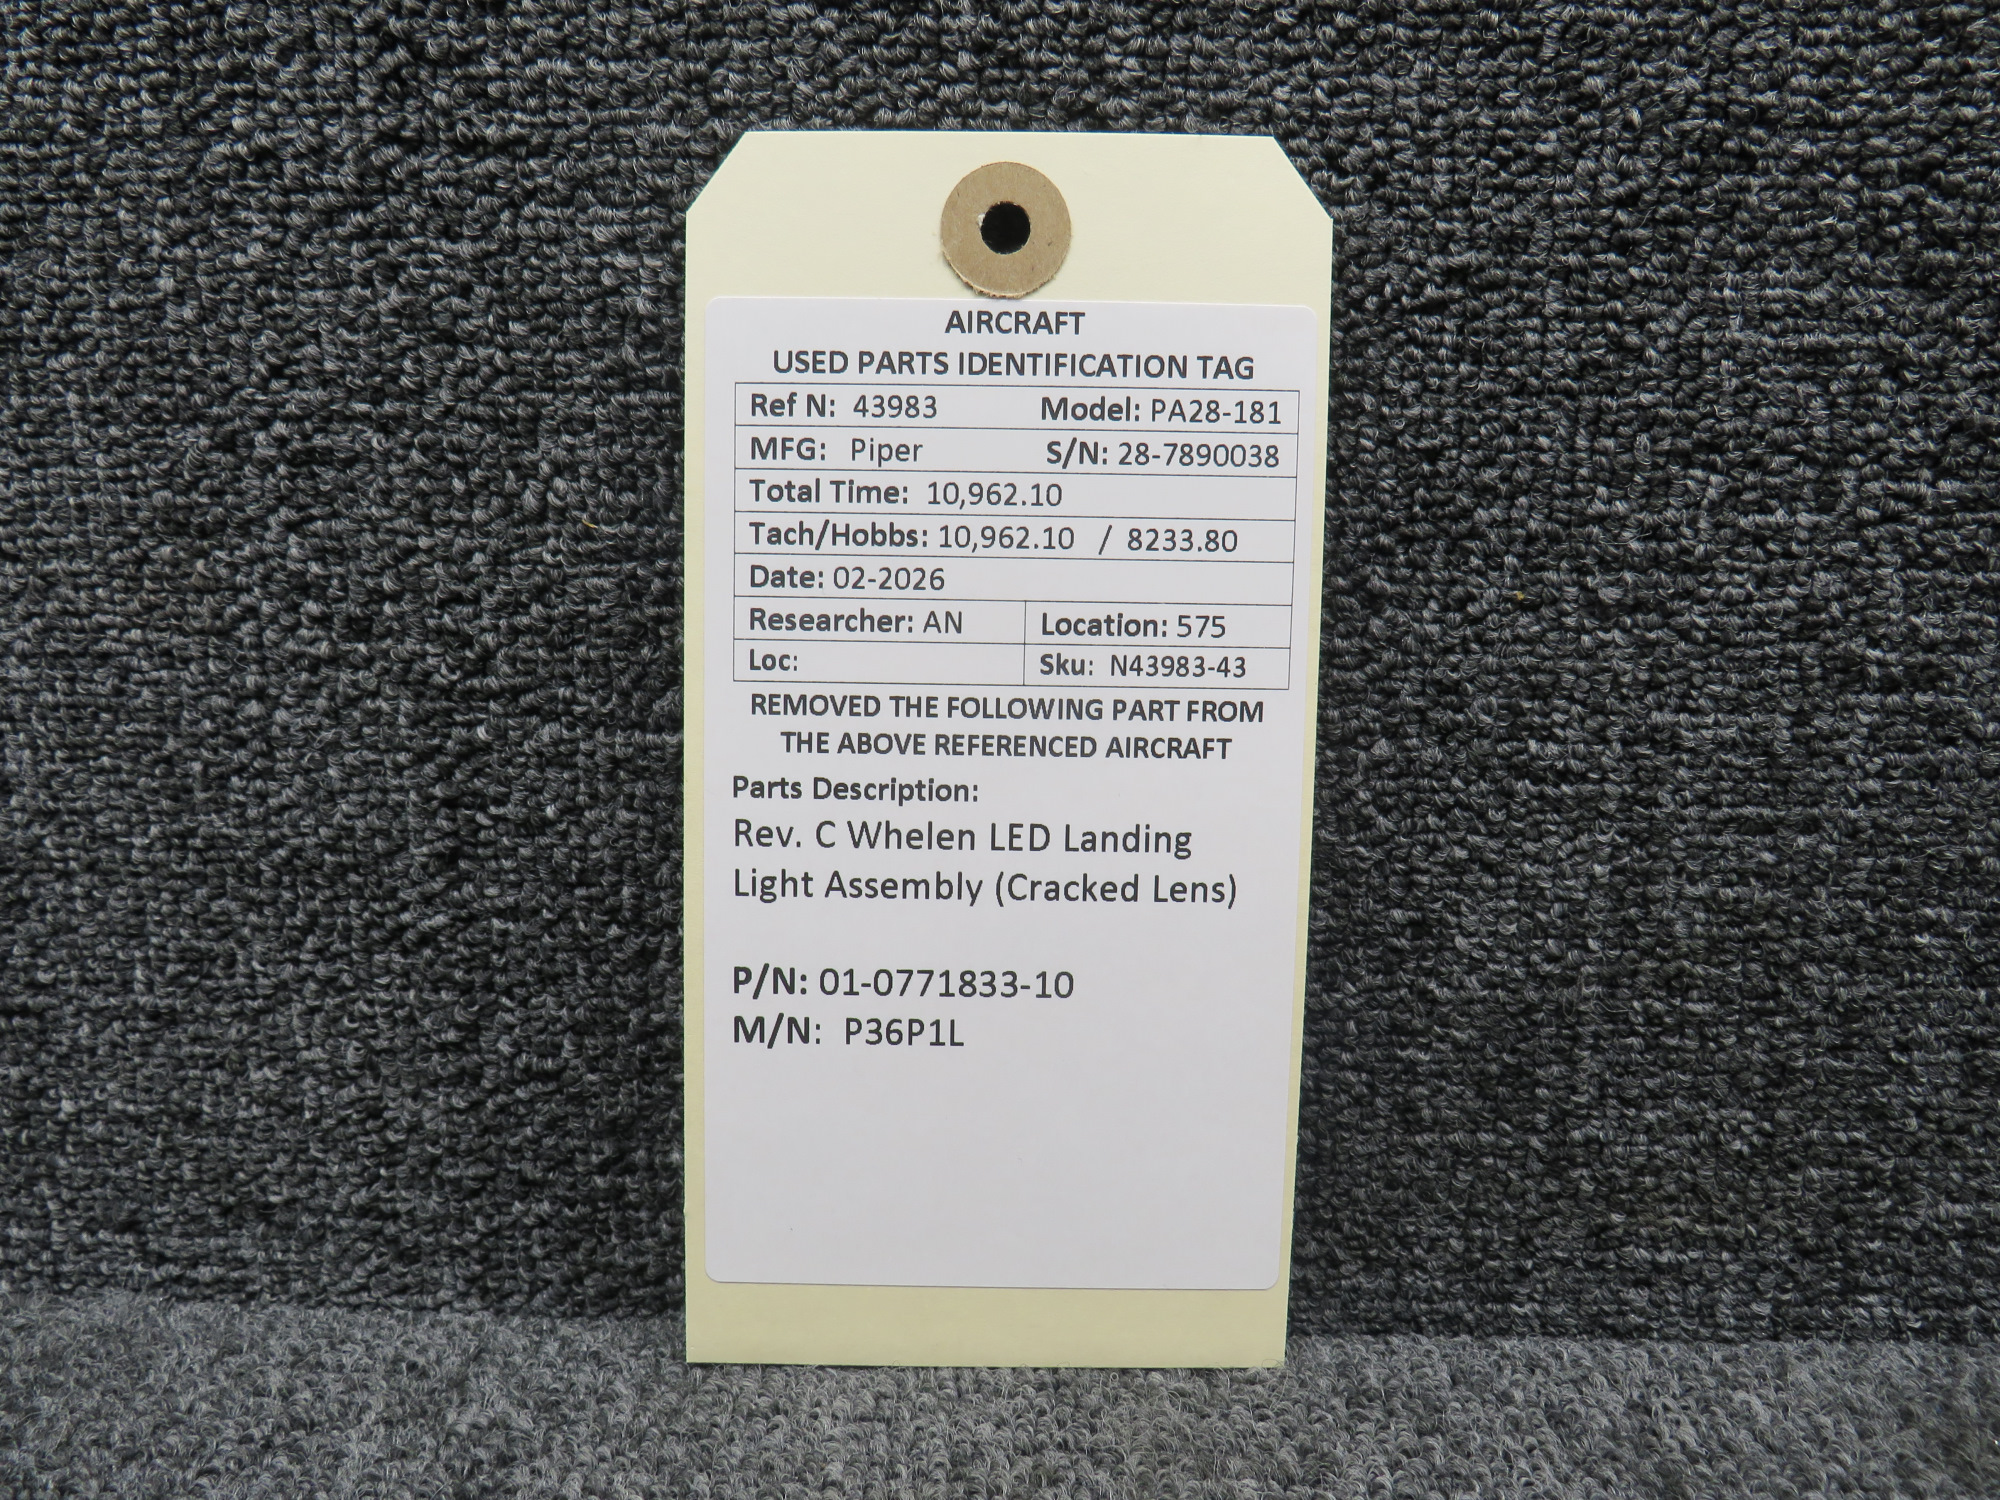 AIRCRAFT
USED PARTS IDENTIFICATION TAG
Ref N: 43983 Model: PA28-181
MFG: Piper S/N: 28-7890038
Total Time: 10,962.10
Tach/Hobbs: 10,962.10 / 8233.80
Date: 02-2026
Researcher: AN Location: 575
Loc: Sku: N43983-43
REMOVED THE FOLLOWING PART FROM
THE ABOVE REFERENCED AIRCRAFT
Parts Description:
Rev. C Whelen LED Landing
Light Assembly (Cracked Lens)
P/N: 01-0771833-10
M/N: P36P1L